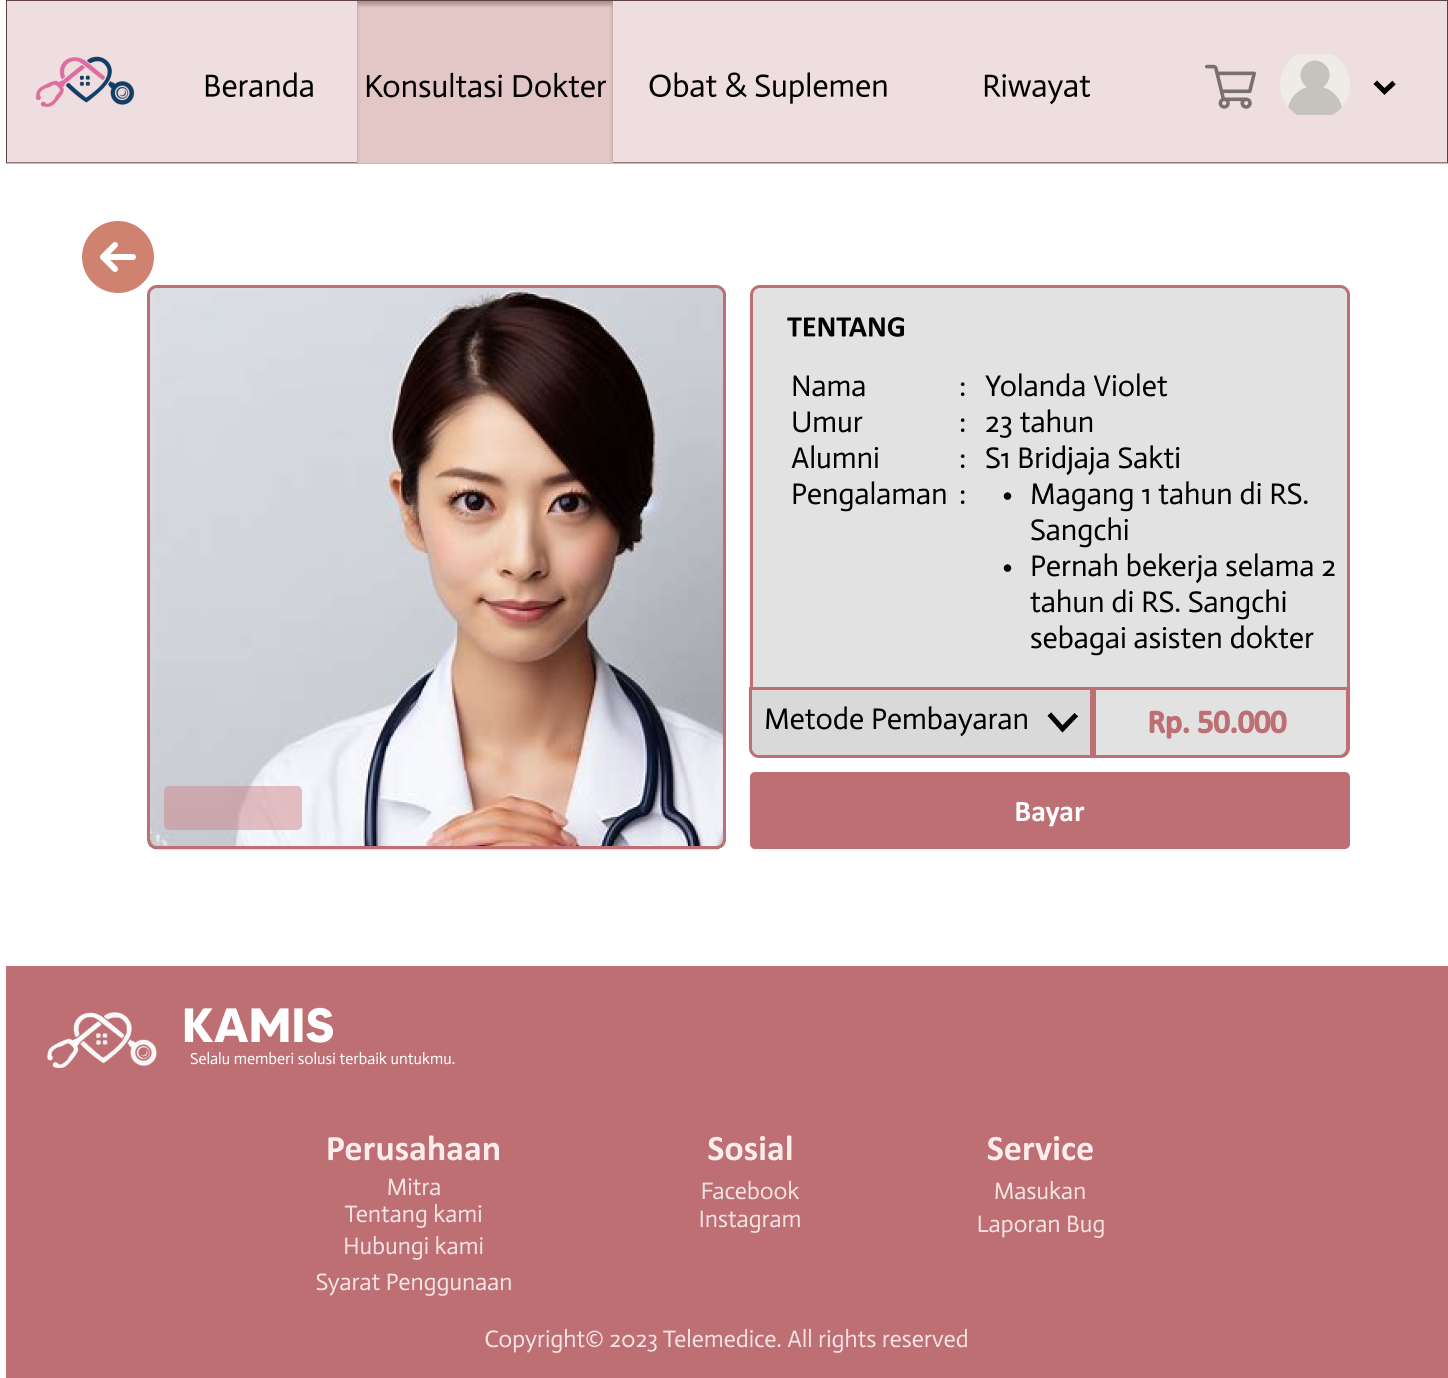 Beranda
Konsultasi Dokter
Obat & Suplemen
Riwayat
TENTANG
Nama : Yolanda Violet
Umur : 23 tahun
Alumni : S1 Bridjaja Sakti
Pengalaman : • Magang 1 tahun di RS.
Sangchi
• Pernah bekerja selama 2
tahun di RS. Sangchi
sebagai asisten dokter
Metode Pembayaran
Rp. 50.000
Bayar
KAMIS
Selalu memberi solusi terbaik untukmu.
Perusahaan
Mitra
Tentang kami
Hubungi kami
Syarat Penggunaan
Sosial
Facebook
Instagram
Service
Masukan
Laporan Bug
Copyright© 2023 Telemedice. All rights reserved